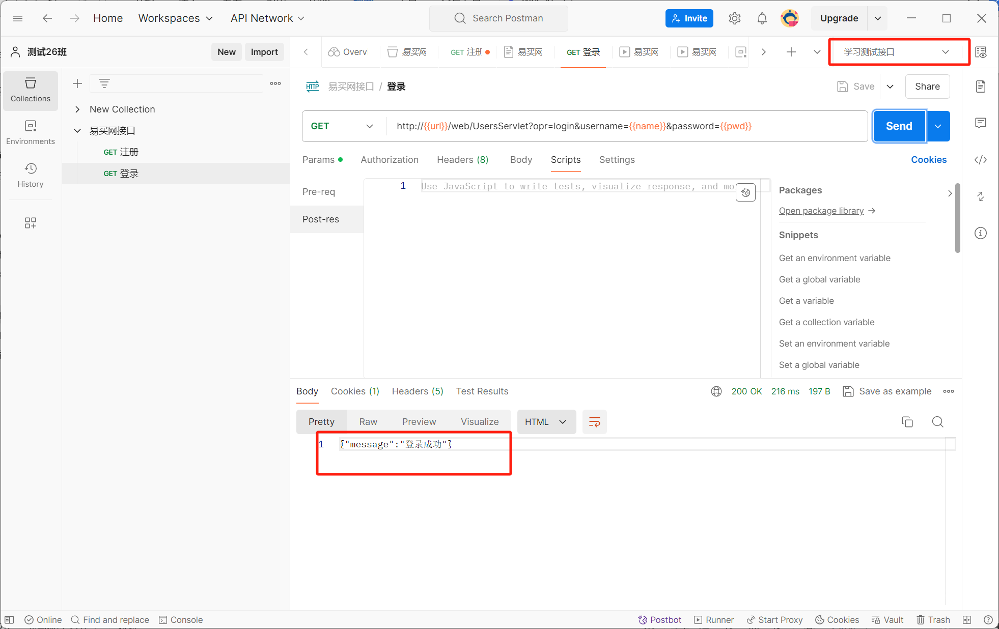 Home Workspaces API Network Search Postman Invite Upgrade
测试26班 New Import Overv 易买网 GET 注册 易买网 GET 登录 易买网 易买网 学习测试接口
Collections
Environments
History
New Collection
易买网接口
GET 注册
GET 登录
HTTP 易买网接口 / 登录 Save Share
GET http://{{url}}/web/UsersServlet?opr=login&username={{name}}&password={{pwd}} Send
Params Authorization Headers (8) Body Scripts Settings Cookies
Pre-req
Post-res
1 Use JavaScript to write tests, visualize response, and mo
Packages
Open package library →
Snippets
Get an environment variable
Get a global variable
Get a variable
Get a collection variable
Set an environment variable
Set a global variable
Body Cookies (1) Headers (5) Test Results 200 OK 216 ms 197 B Save as example
Pretty Raw Preview Visualize HTML
1 {"message":"登录成功"}
Online Find and replace Console Postbot Runner Start Proxy Cookies Vault Trash